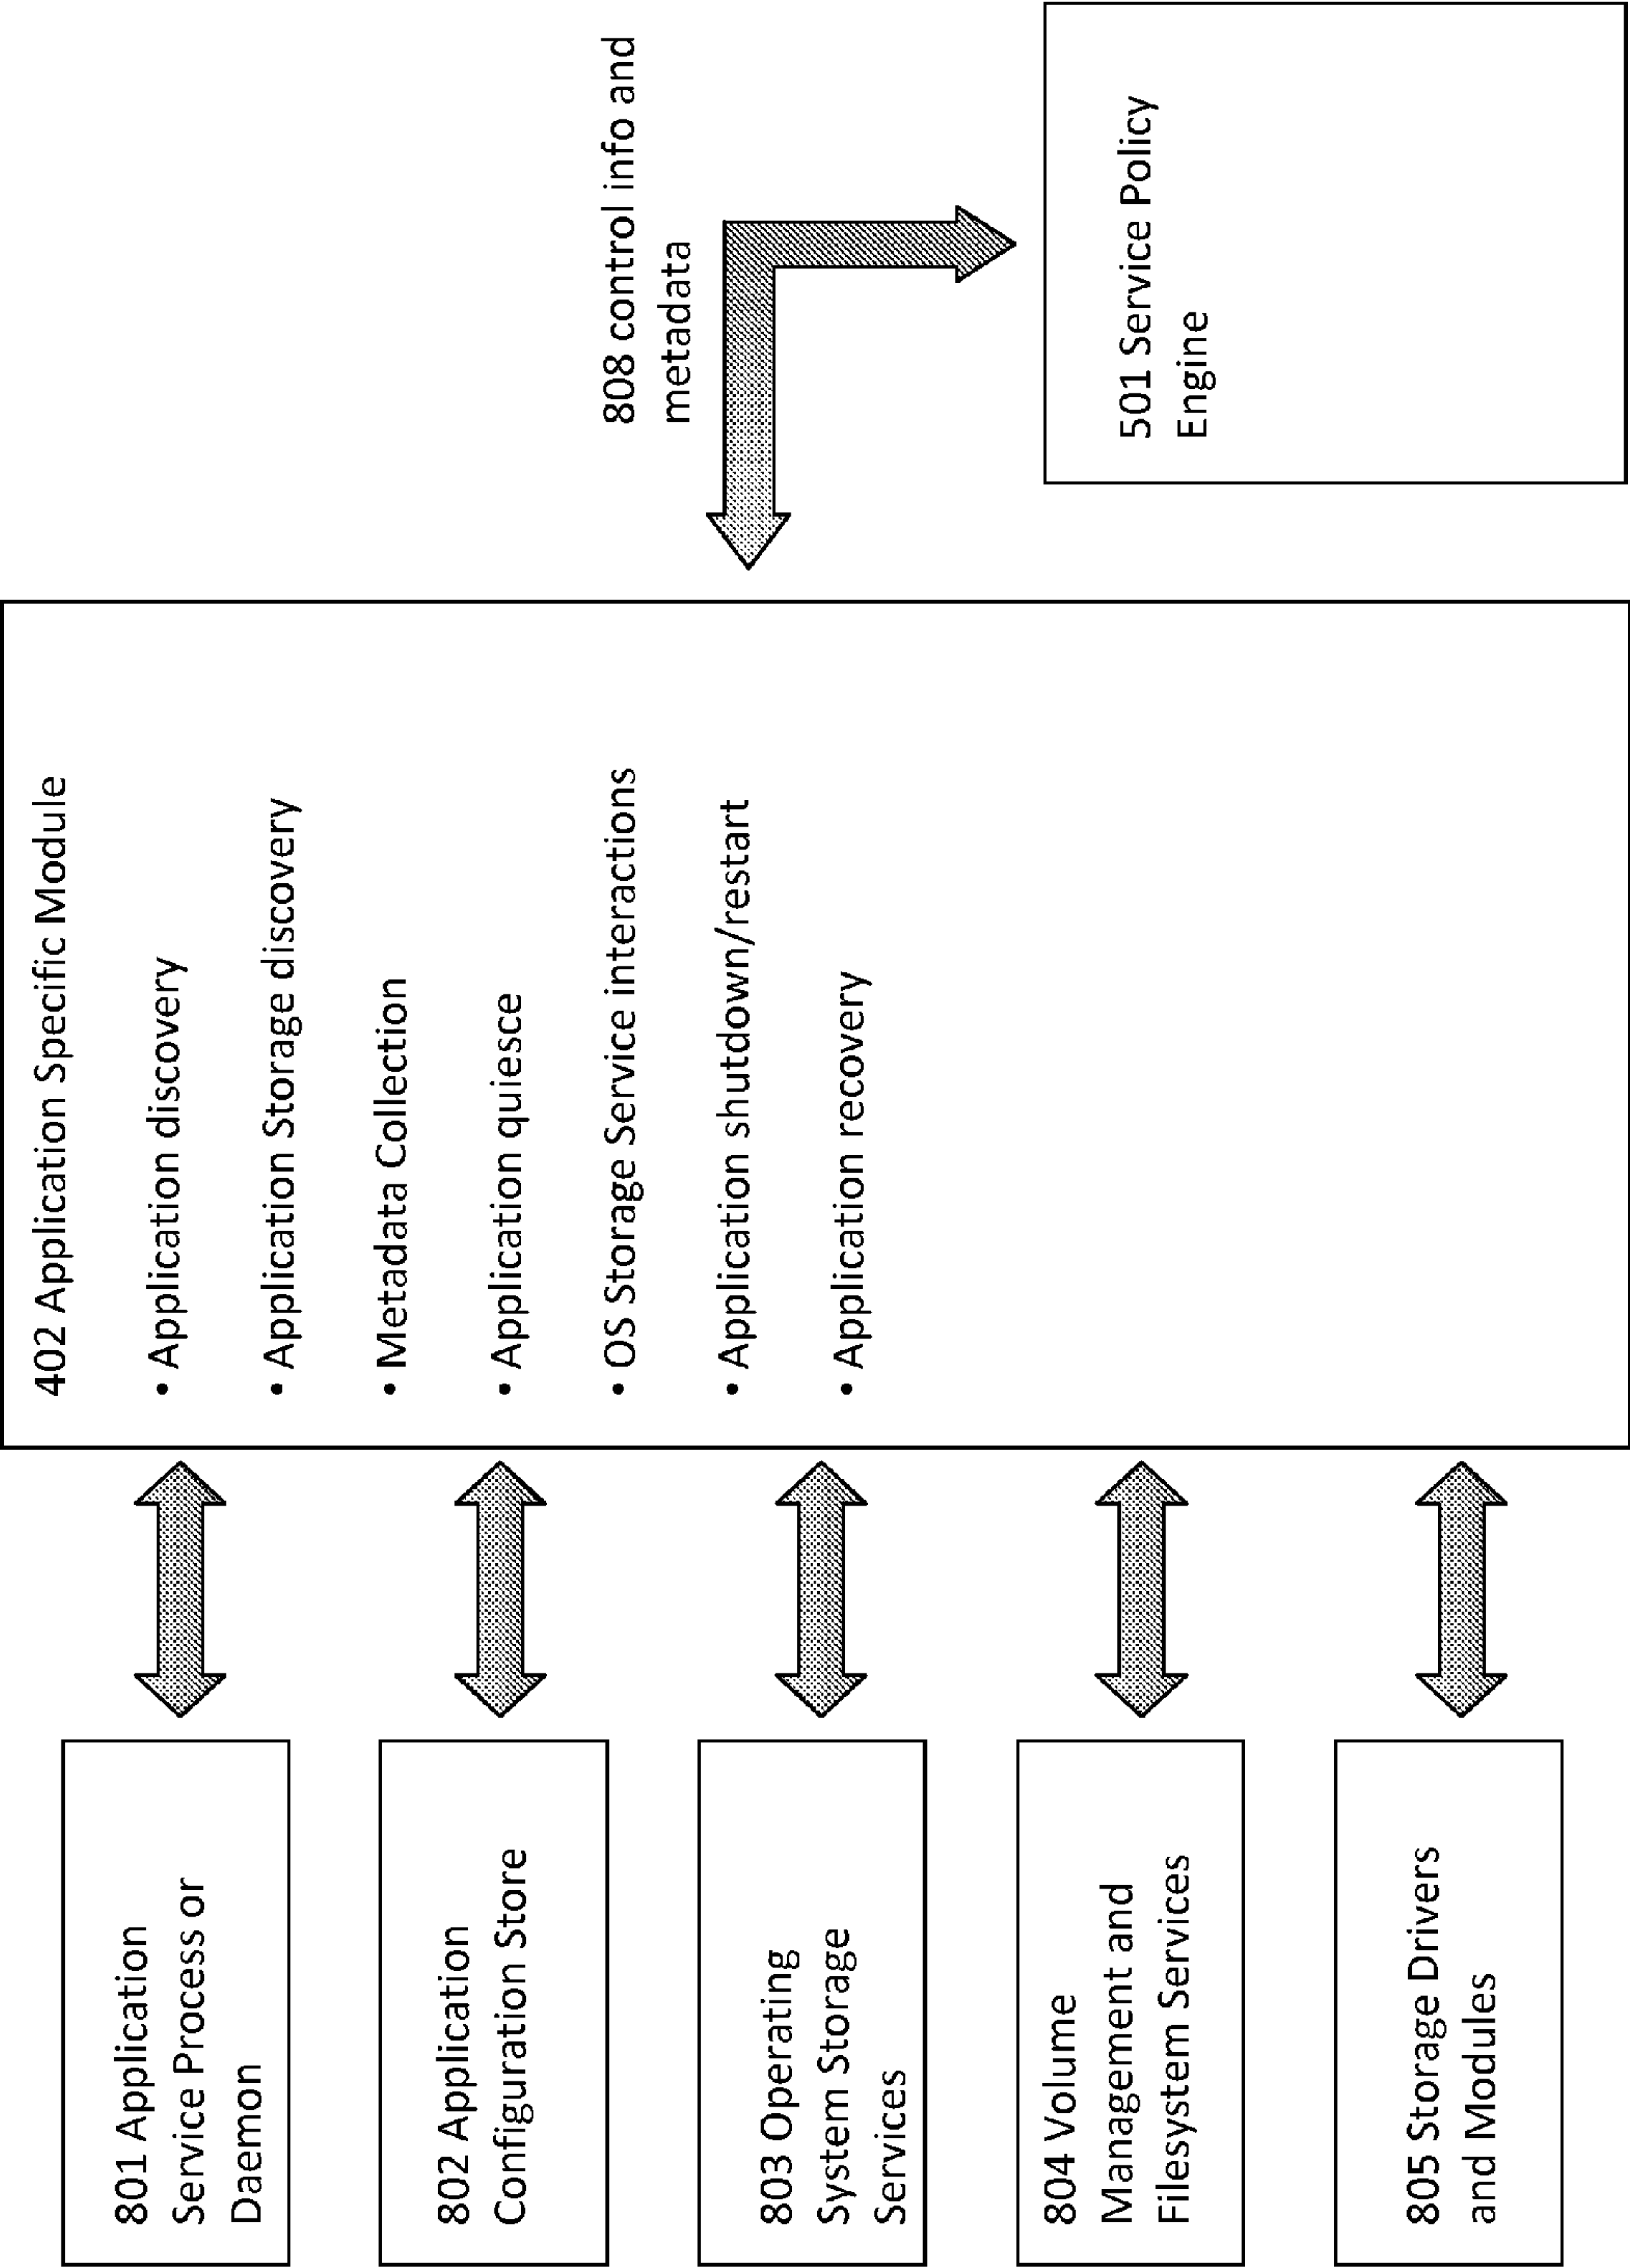 801 Application
Service Process or
Daemon
802 Application
Configuration Store
803 Operating
System Storage
Services
804 Volume
Management and
Filesystem Services
805 Storage Drivers
and Modules
402 Application Specific Module
• Application discovery
• Application Storage discovery
• Metadata Collection
• Application quiesce
• OS Storage Service interactions
• Application shutdown/restart
• Application recovery
808 control info and
metadata
501 Service Policy
Engine